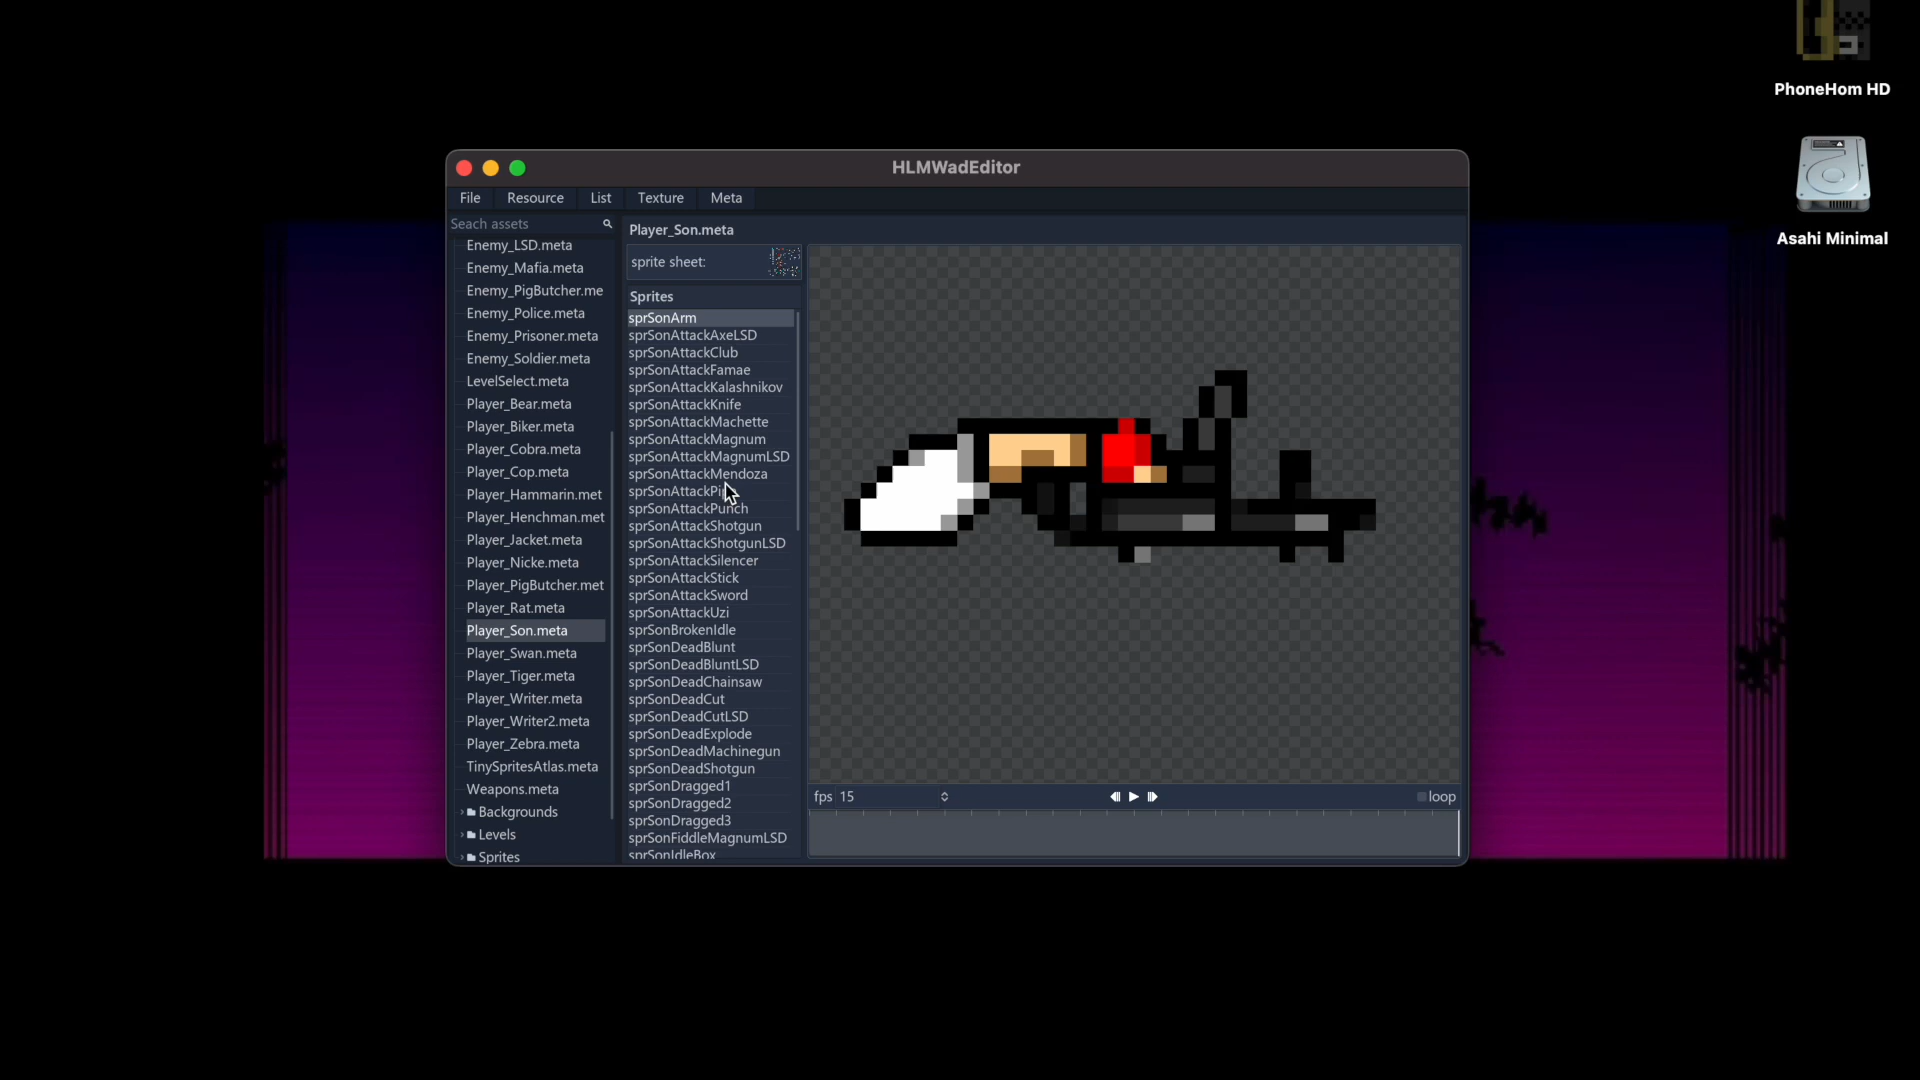 PhoneHom HD
Asahi Minimal
HLMWadEditor
File Resource List Texture Meta
Seach assets
Enemy_LSD.meta
Enemy_Mafia.meta
Enemy_PigButcher.me
Enemy_Police.meta
Enemy_Prisoner.meta
Enemy_Soldier.meta
LevelSelect.meta
Player_Bear.meta
Player_Biker.meta
Player_Cobra.meta
Player_Cop.meta
Player_Hammarin.met
Player_Henchman.met
Player_Jacket.meta
Player_Nicke.meta
Player_PigButcher.met
Player_Rat.meta
Player_Son.meta
Player_Swan.meta
Player_Tiger.meta
Player_Writer.meta
Player_Writer2.meta
Player_Zebra.meta
TinySpritesAtlas.meta
Weapons.meta
Backgrounds
Levels
Sprites
Player_Son.meta
sprite sheet:
Sprites
sprSonArm
sprSonAttackAxeLSD
sprSonAttackClub
sprSonAttackFamae
sprSonAttackKalashnikov
sprSonAttackKnife
sprSonAttackMachette
sprSonAttackMagnum
sprSonAttackMagnumLSD
sprSonAttackMendoza
sprSonAttackPunch
sprSonAttackShotgun
sprSonAttackShotgunLSD
sprSonAttackSilencer
sprSonAttackStick
sprSonAttackSword
sprSonAttackUzi
sprSonBrokenIdle
sprSonDeadBlunt
sprSonDeadBluntLSD
sprSonDeadChainsaw
sprSonDeadCut
sprSonDeadCutLSD
sprSonDeadExplode
sprSonDeadMachinegun
sprSonDeadShotgun
sprSonDragged1
sprSonDragged2
sprSonDragged3
sprSonFiddleMagnumLSD
sprSonIdleBox
fps 15
loop